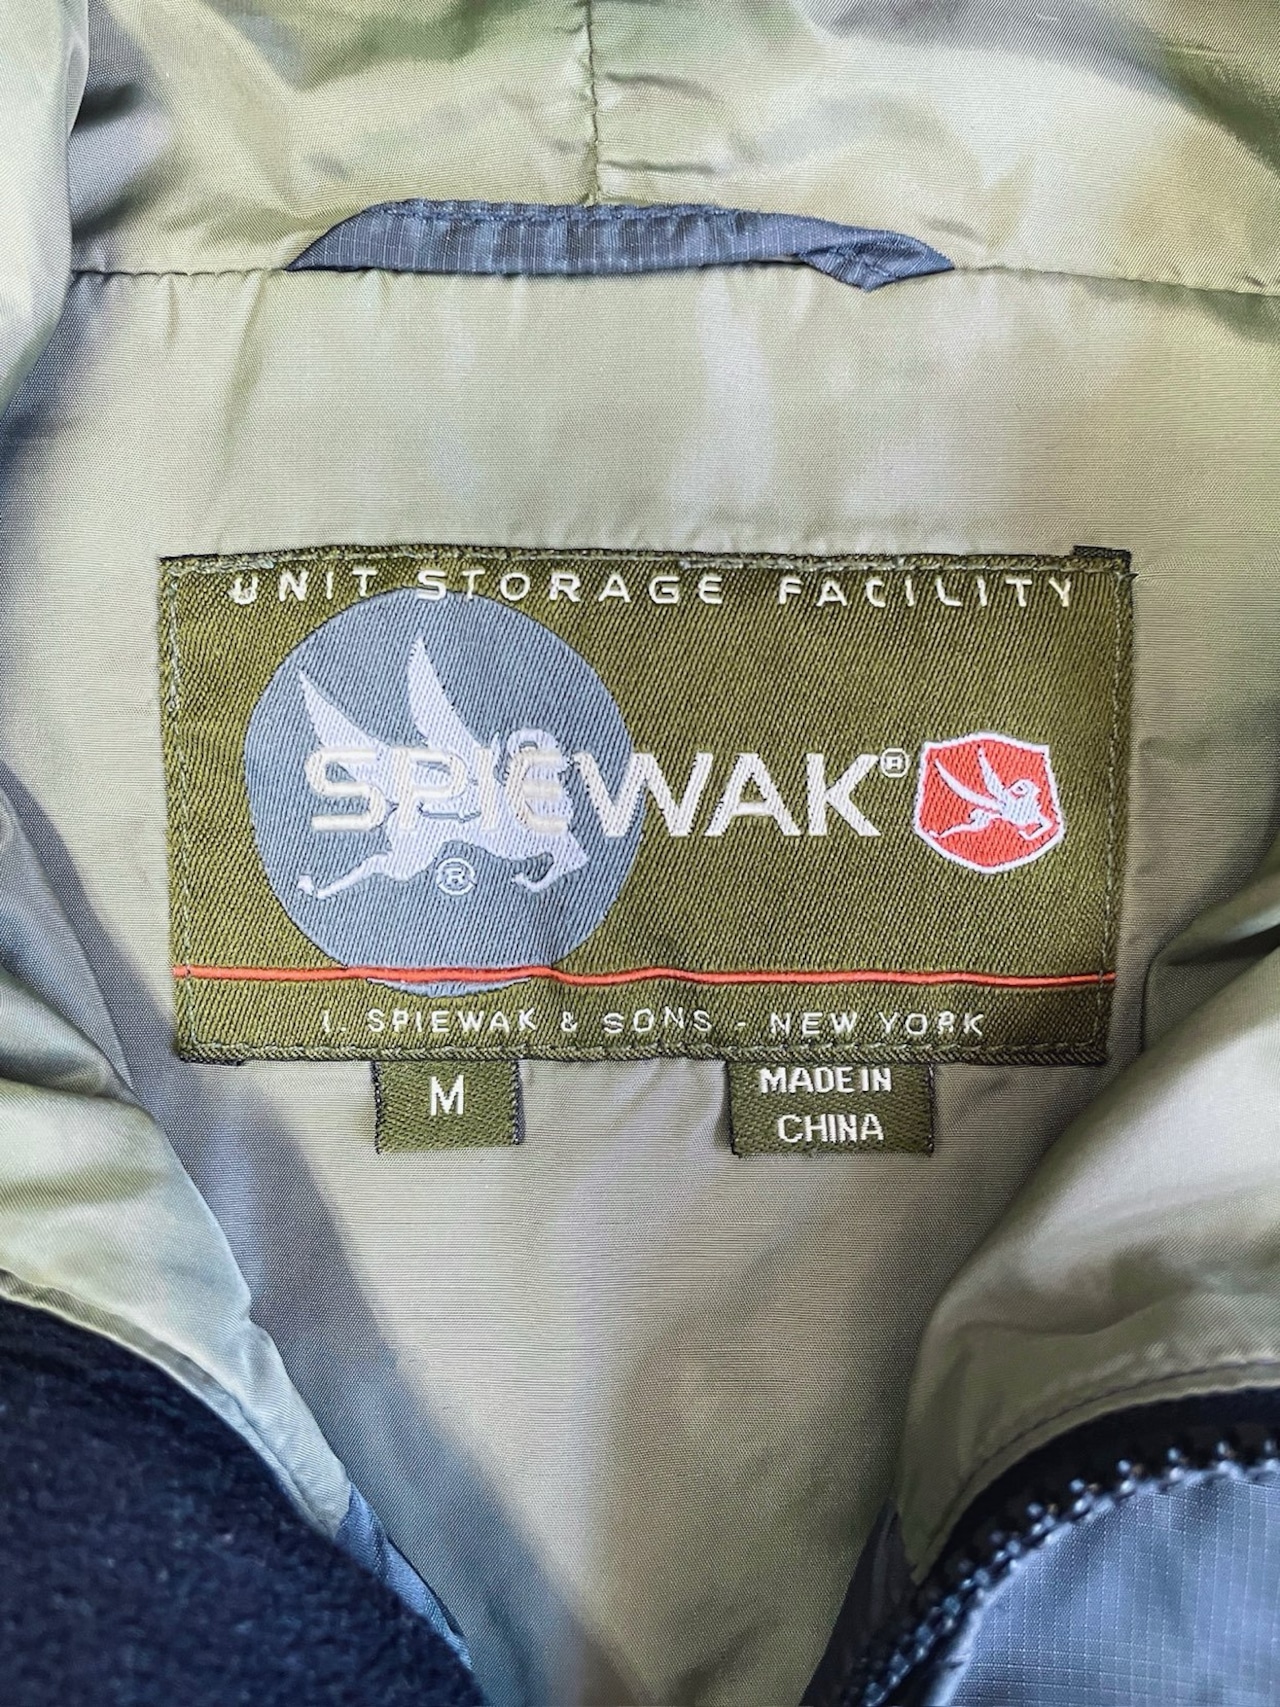 UNIT STORAGE FACILITY
SPIEWAK®
®
I. SPIEWAK & SONS - NEW YORK
M
MADE IN
CHINA